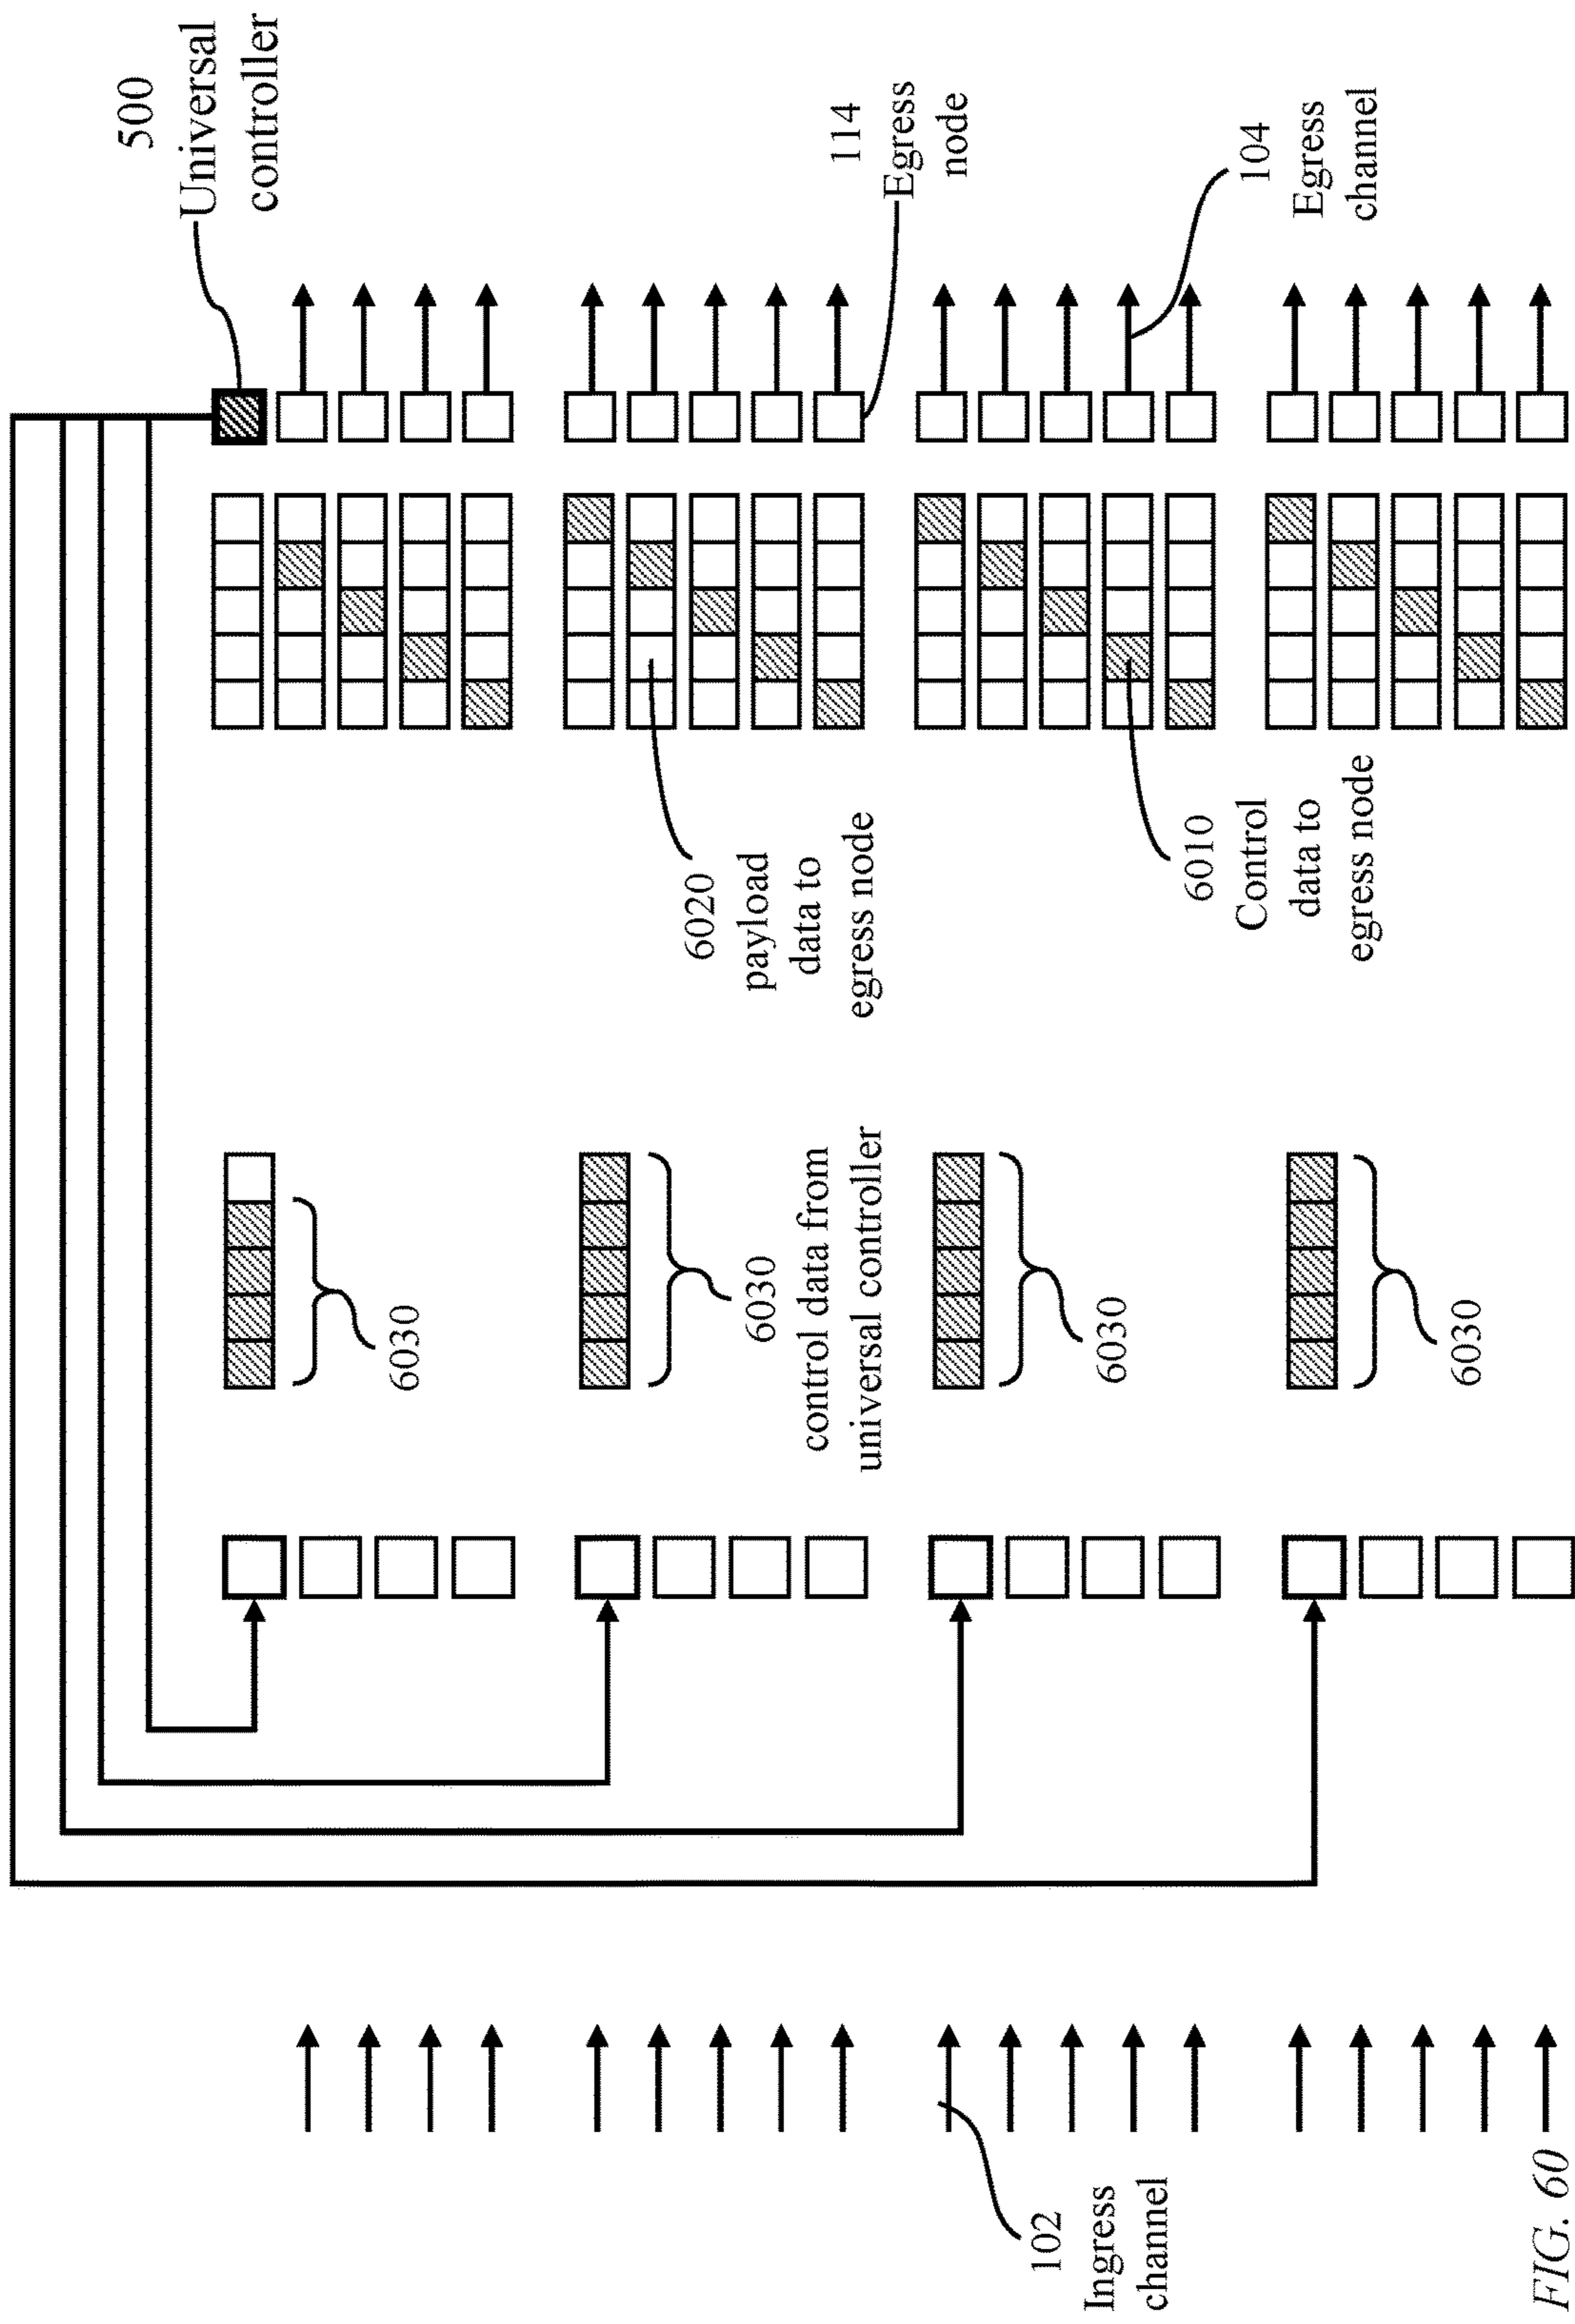 500
Universal
controller
114
Egress
node
104
Egress
channel
6020
payload
data to
egress node
6010
Control
data to
egress node
6030
6030
control data from
universal controller
6030
6030
102
Ingress
channel
FIG. 60